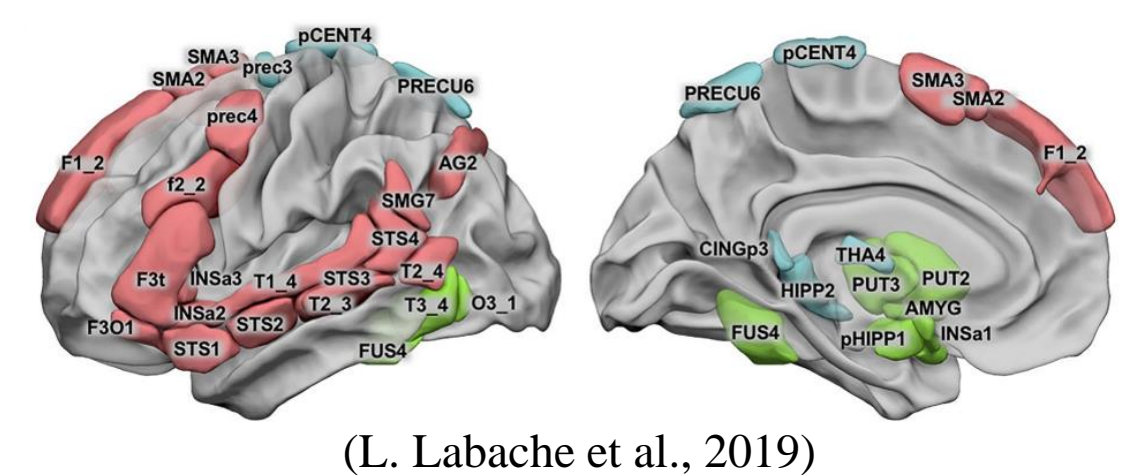 pCENT4
SMA3
prec3
SMA2
PRECU6
prec4
F1_2
AG2
f2_2
SMG7
STS4
F3t
INSa3
T1_4
STS3
T2_4
INSa2
T2_3
T3_4
O3_1
F3O1
STS2
STS1
FUS4
pCENT4
SMA3
PRECU6
SMA2
F1_2
CINGp3
THA4
PUT3
PUT2
HIPP2
AMYG
FUS4
pHIPP1
INSa1
(L. Labache et al., 2019)